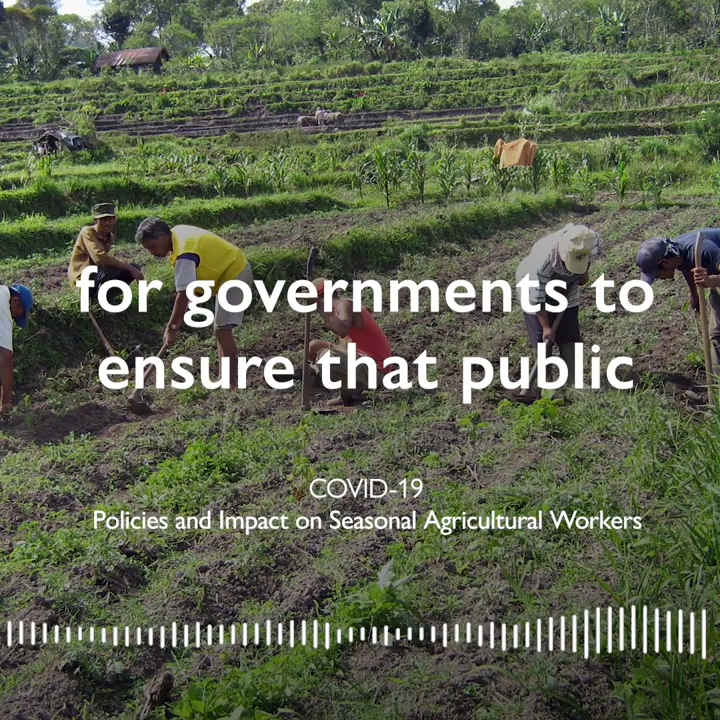 for governments to
ensure that public
COVID-19
Policies and Impact on Seasonal Agricultural Workers